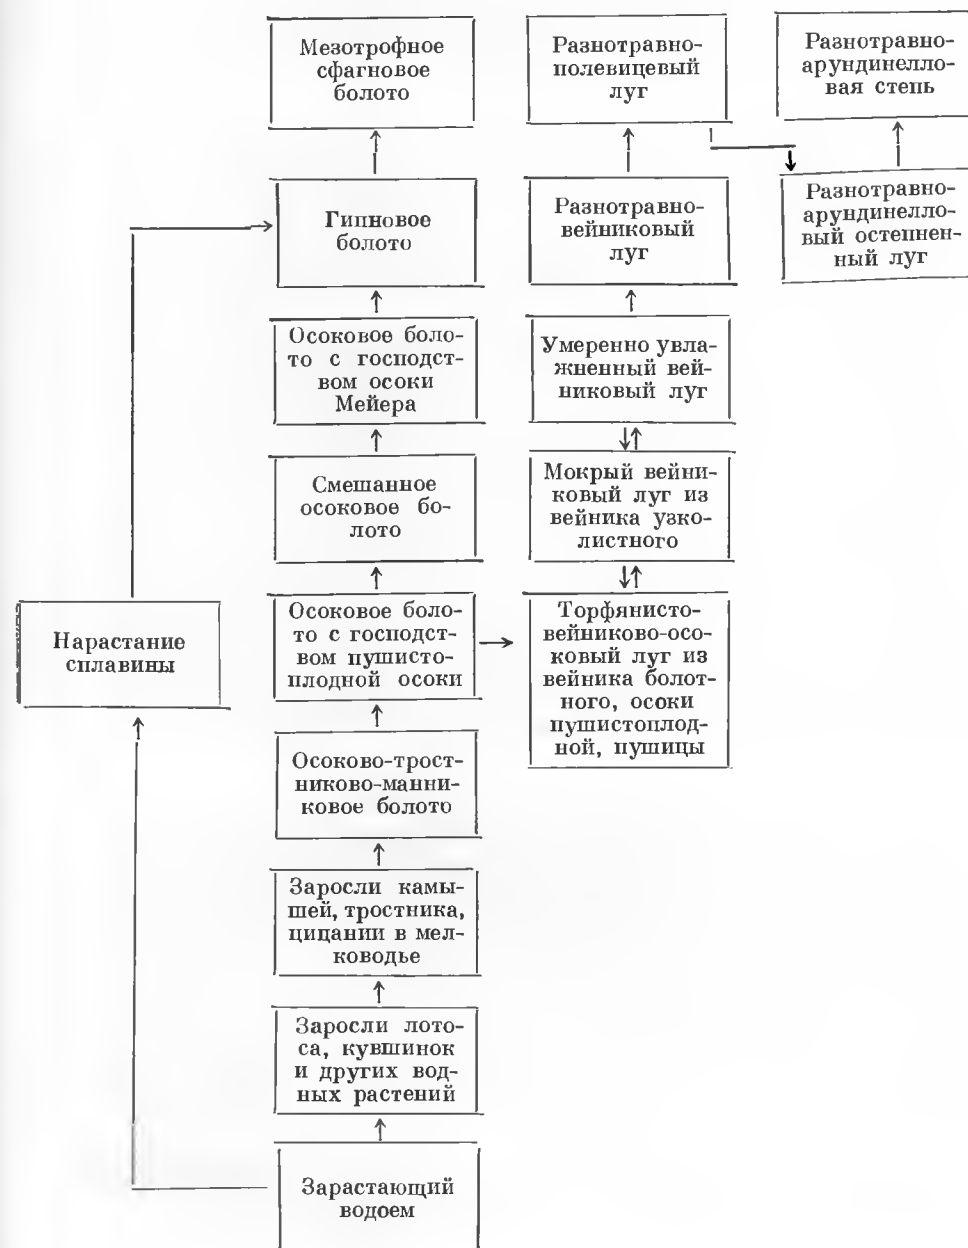 Мезотрофное
сфагновое
болото
Разнотравно-
полевицевый
луг
Разнотравно-
арундинелло-
вая степь
Гипновое
болото
Разнотравно-
вейниковый
луг
Разнотравно-
арундинелло-
вый остепнен-
ный луг
Осоковое боло-
то с господст-
вом осоки
Мейера
Умеренно увла-
жненный вей-
никовый луг
Смешанное
осоковое бо-
лото
Мокрый вейни-
ковый луг из
вейника узко-
листного
Нарастание
сплавины
Осоковое боло-
то с господст-
вом пушисто-
плодной осоки
Торфянисто-
вейниково-осо-
ковый луг из
вейника болот-
ного, осоки
пушистоплод-
ной, пушицы
Осоково-трост-
никово-манни-
ковое болото
Заросли камы-
шей, тростника,
цицании в мел-
ководье
Заросли лото-
са, кувшинок
и других вод-
ных растений
Зарастающий
водоем